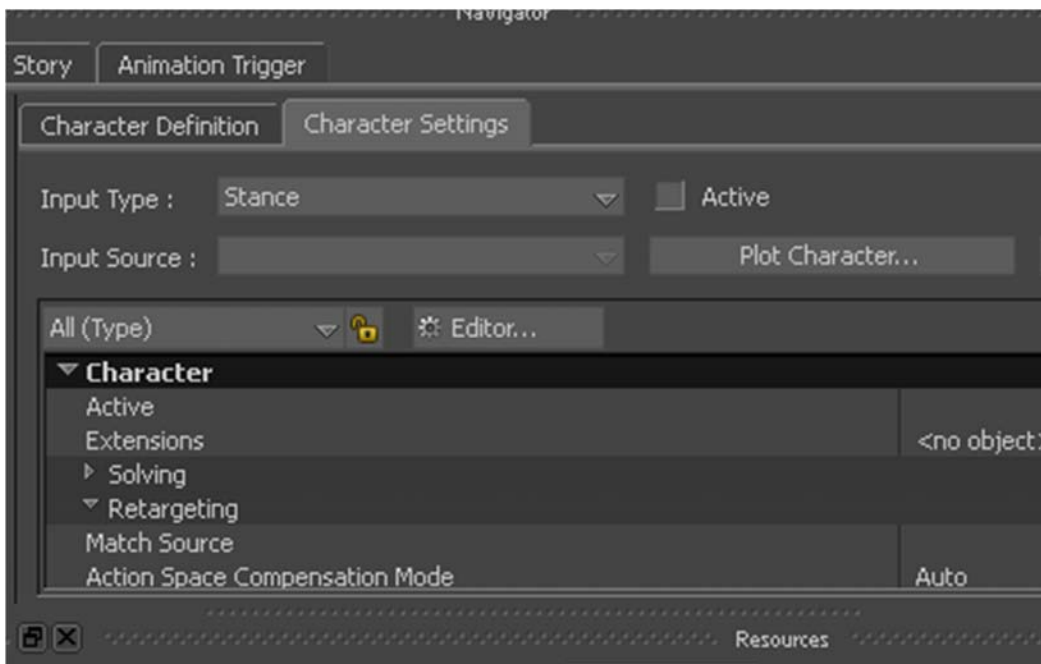 Navigator
Story Animation Trigger
Character Definition Character Settings
Input Type : Stance Active
Input Source : Plot Character...
All (Type) Editor...
Character
Active
Extensions <no object>
Solving
Retargeting
Match Source
Action Space Compensation Mode Auto
Resources